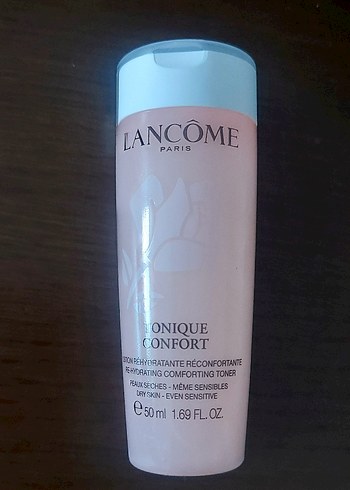 LANCÔME
PARIS
TONIQUE
CONFORT
LOTION RÉHYDRATANTE RÉCONFORTANTE
RE-HYDRATING COMFORTING TONER
PEAUX SÈCHES - MÊME SENSIBLES
DRY SKIN - EVEN SENSITIVE
℮ 50 ml 1.69 FL. OZ.